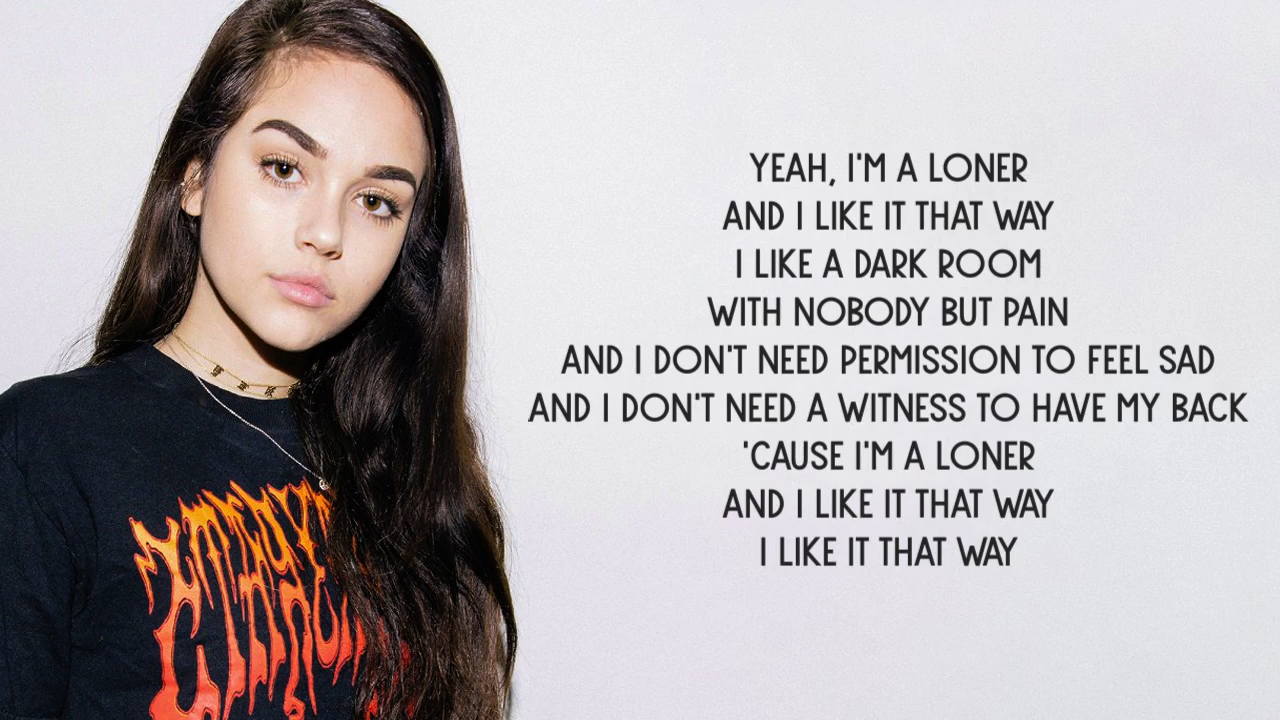 YEAH, I'M A LONER
AND I LIKE IT THAT WAY
I LIKE A DARK ROOM
WITH NOBODY BUT PAIN
AND I DON'T NEED PERMISSION TO FEEL SAD
AND I DON'T NEED A WITNESS TO HAVE MY BACK
'CAUSE I'M A LONER
AND I LIKE IT THAT WAY
I LIKE IT THAT WAY